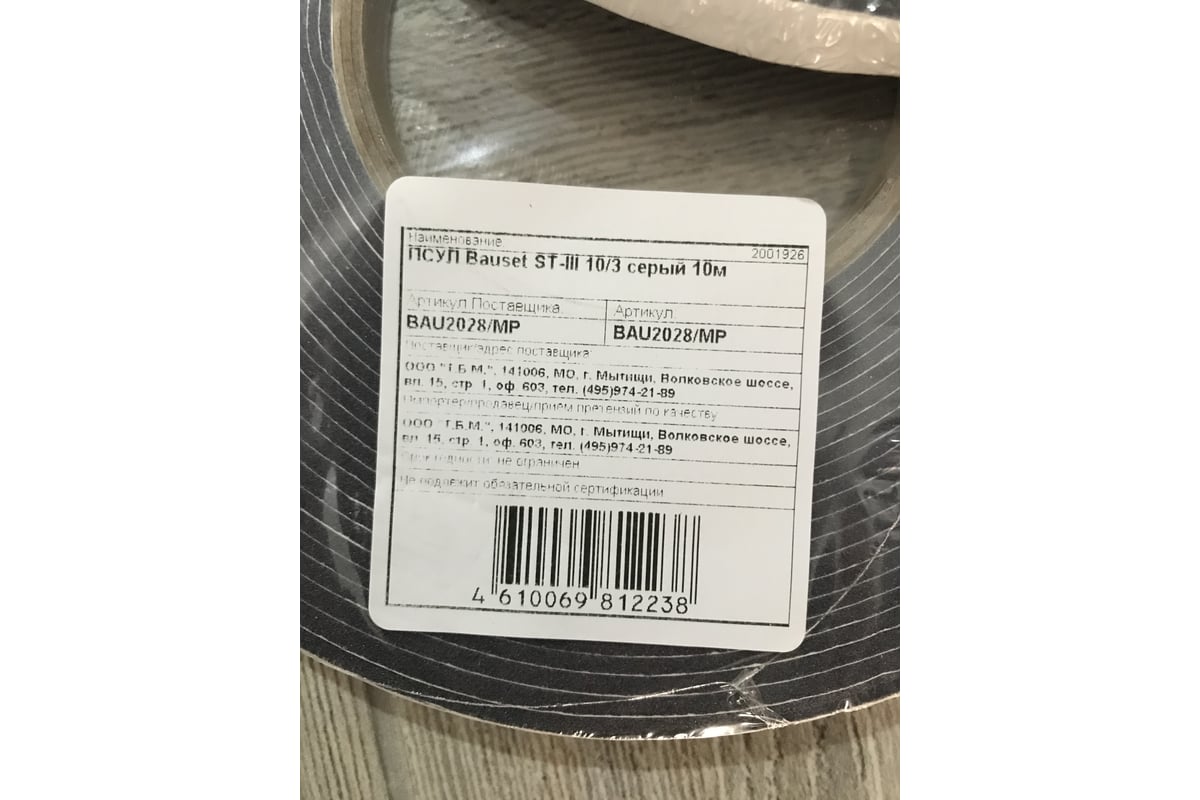 Наименование
2001926
ПСУЛ Bauset ST-III 10/3 серый 10м
Артикул Поставщика:
Артикул:
BAU2028/MP
BAU2028/MP
Поставщик/адрес поставщика:
ООО "Т.Б.М.", 141006, МО, г. Мытищи, Волковское шоссе,
вл. 15, стр. 1, оф. 603, тел. (495)974-21-89
Импортер/продавец/прием претензий по качеству
ООО "Т.Б.М.", 141006, МО, г. Мытищи, Волковское шоссе,
вл. 15, стр. 1, оф. 603, тел. (495)974-21-89
Срок годности: не ограничен
Не подлежит обязательной сертификации
4 610069 812238